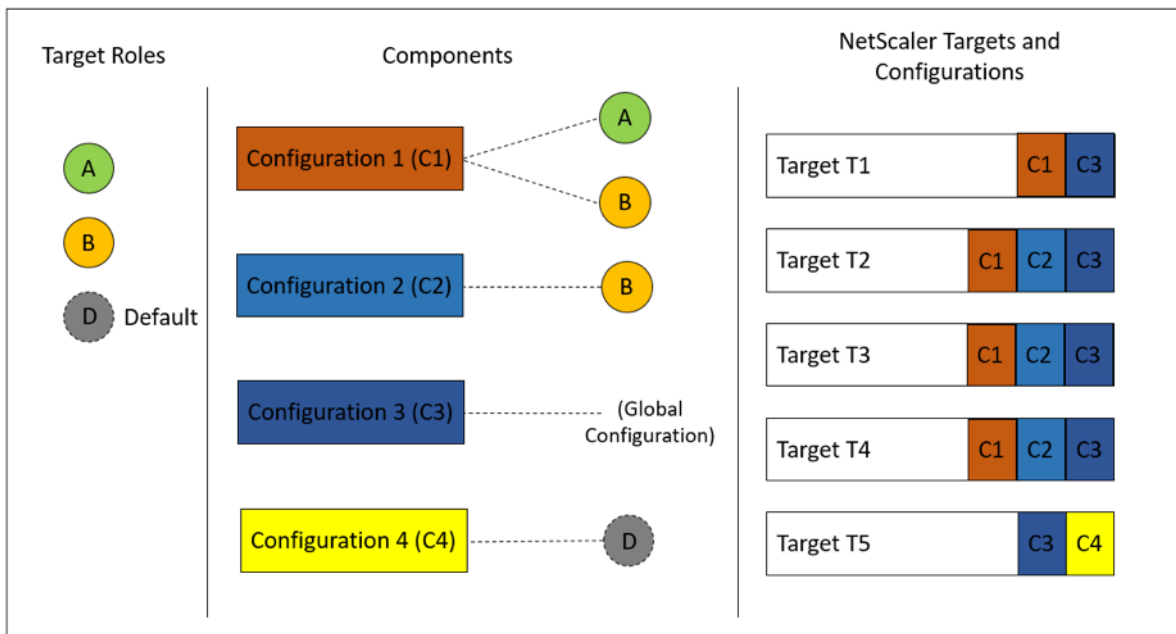 Target Roles
A
B
D Default
Components
Configuration 1 (C1)
A
B
Configuration 2 (C2)
B
Configuration 3 (C3)
(Global
Configuration)
Configuration 4 (C4)
D
NetScaler Targets and
Configurations
Target T1 C1 C3
Target T2 C1 C2 C3
Target T3 C1 C2 C3
Target T4 C1 C2 C3
Target T5 C3 C4